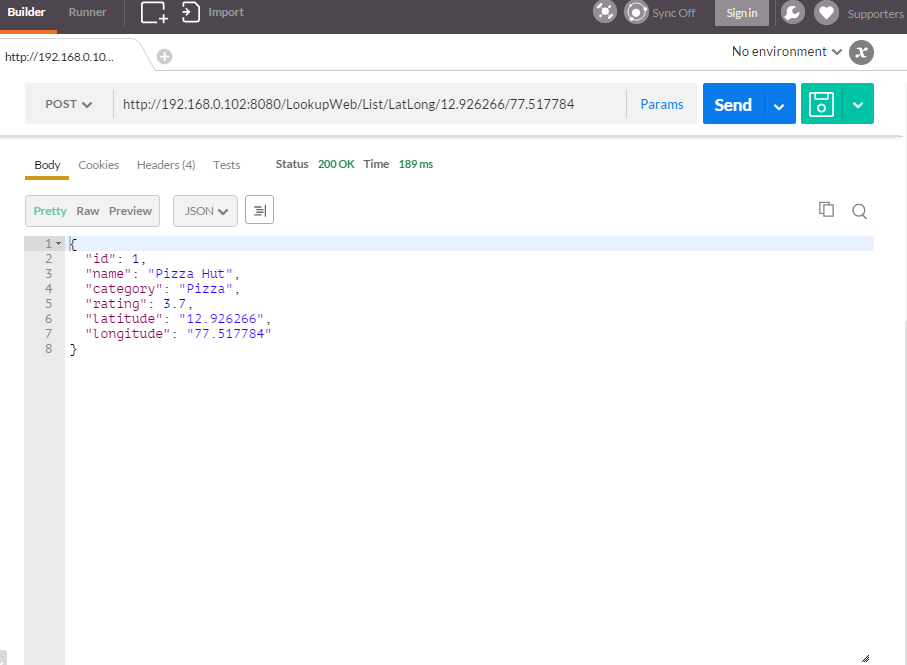 Builder Runner Import Sync Off Sign in Supporters
http://192.168.0.10... No environment
POST http://192.168.0.102:8080/LookupWeb/List/LatLong/12.926266/77.517784 Params Send
Body Cookies Headers (4) Tests Status 200 OK Time 189 ms
Pretty Raw Preview JSON
1 {
2 "id": 1,
3 "name": "Pizza Hut",
4 "category": "Pizza",
5 "rating": 3.7,
6 "latitude": "12.926266",
7 "longitude": "77.517784"
8 }